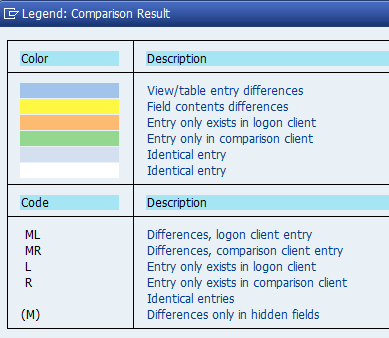 Legend: Comparison Result
Color Description
View/table entry differences
Field contents differences
Entry only exists in logon client
Entry only in comparison client
Identical entry
Identical entry
Code Description
ML Differences, logon client entry
MR Differences, comparison client entry
L Entry only exists in logon client
R Entry only exists in comparison client
Identical entries
(M) Differences only in hidden fields